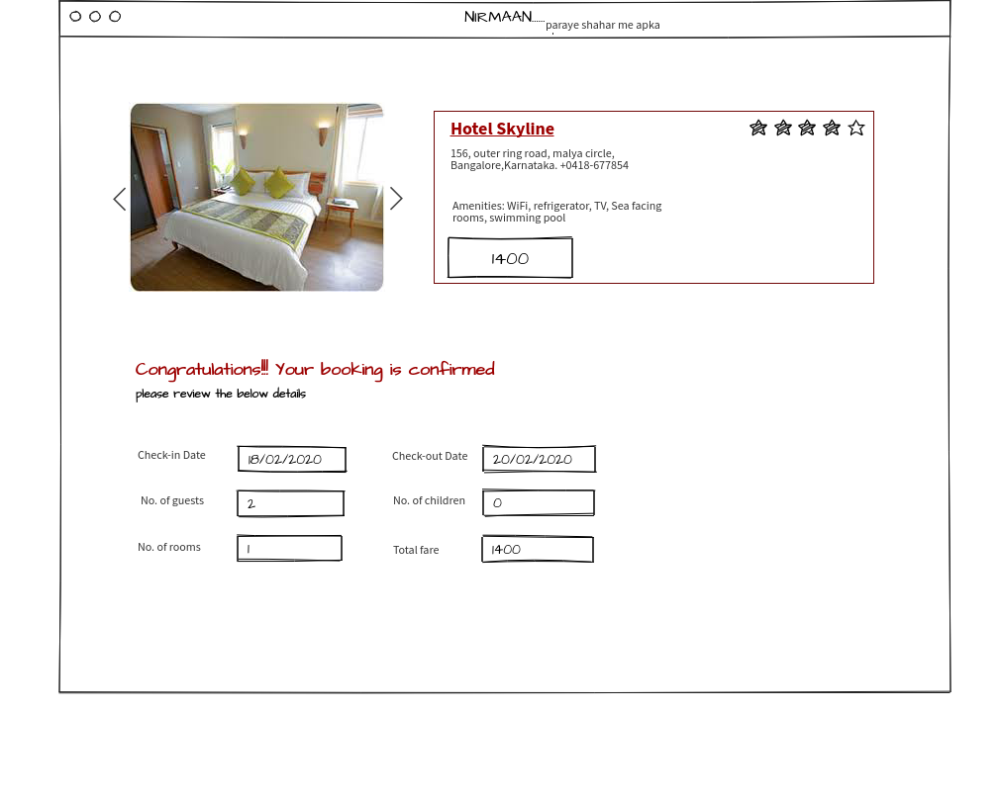 NIRMAAN......paraye shahar me apka
Hotel Skyline
156, outer ring road, malya circle,
Bangalore,Karnataka. +0418-677854
Amenities: WiFi, refrigerator, TV, Sea facing
rooms, swimming pool
1400
Congratulations!!! Your booking is confirmed
please review the below details
Check-in Date 18/02/2020 Check-out Date 20/02/2020
No. of guests 2 No. of children 0
No. of rooms 1 Total fare 1400